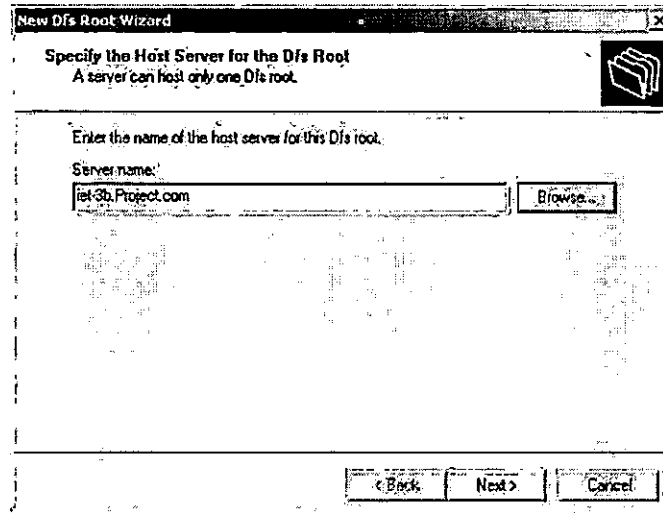 New Dfs Root Wizard
Specify the Host Server for the Dfs Root
A server can host only one Dfs root.
Enter the name of the host server for this Dfs root.
Server name:
iet-3b.Project.com
Browse...
< Back
Next >
Cancel